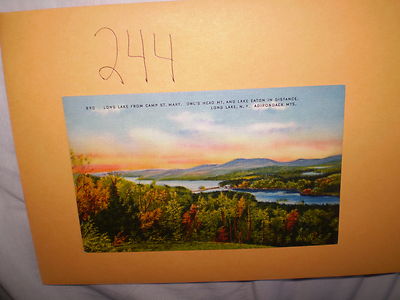 244
890 LONG LAKE FROM CAMP ST. MARY. OWL'S HEAD MT. AND LAKE EATON IN DISTANCE.
LONG LAKE, N. Y. ADIRONDACK MTS.